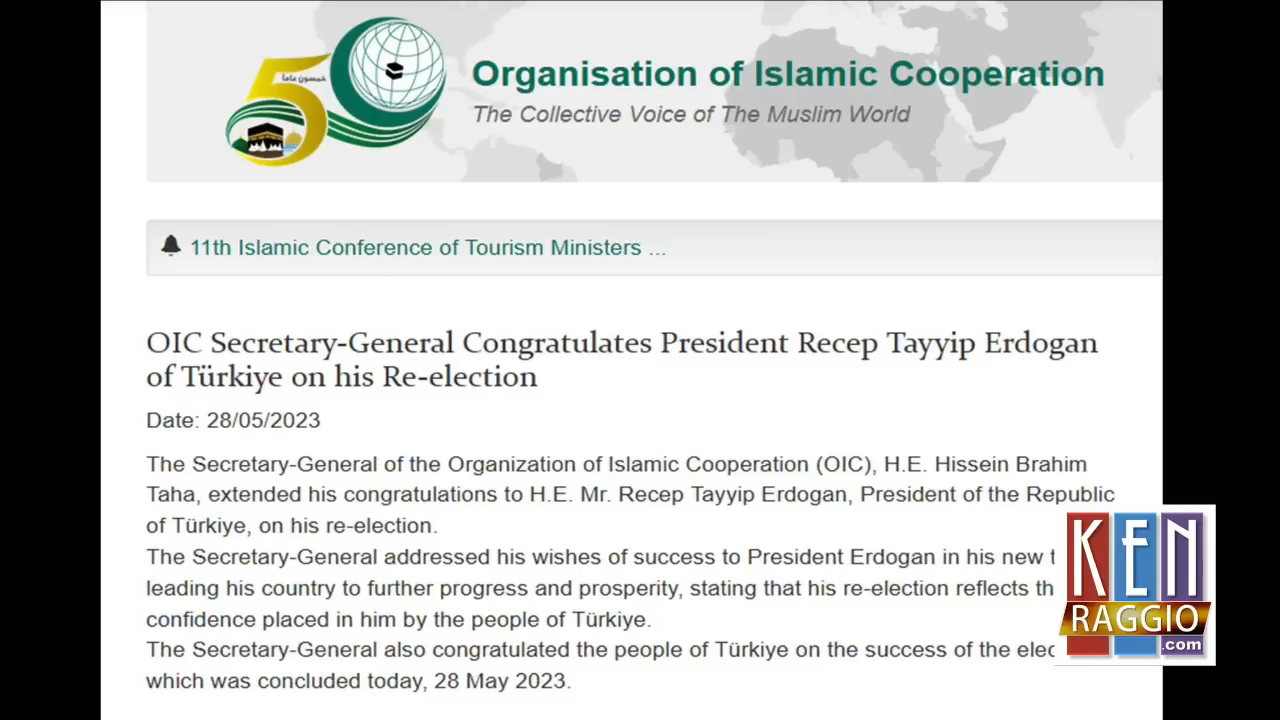 خمسون عاماً
Organisation of Islamic Cooperation
The Collective Voice of The Muslim World
11th Islamic Conference of Tourism Ministers ...
OIC Secretary-General Congratulates President Recep Tayyip Erdogan
of Türkiye on his Re-election
Date: 28/05/2023
The Secretary-General of the Organization of Islamic Cooperation (OIC), H.E. Hissein Brahim
Taha, extended his congratulations to H.E. Mr. Recep Tayyip Erdogan, President of the Republic
of Türkiye, on his re-election.
The Secretary-General addressed his wishes of success to President Erdogan in his new t
leading his country to further progress and prosperity, stating that his re-election reflects th
confidence placed in him by the people of Türkiye.
The Secretary-General also congratulated the people of Türkiye on the success of the elec
which was concluded today, 28 May 2023.
KEN
RAGGIO
.com